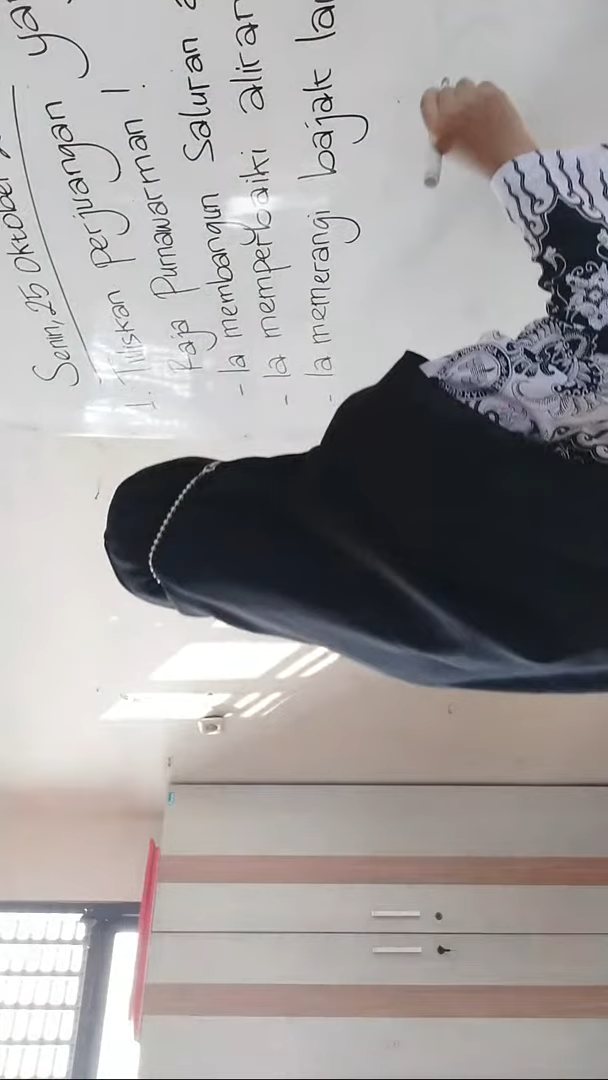 Senin, 25 Oktober
1. Tuliskan perjuangan
Raja Purnawarman !
- Ia membangun Saluran
- Ia memperbaiki aliran
- Ia memerangi bajak